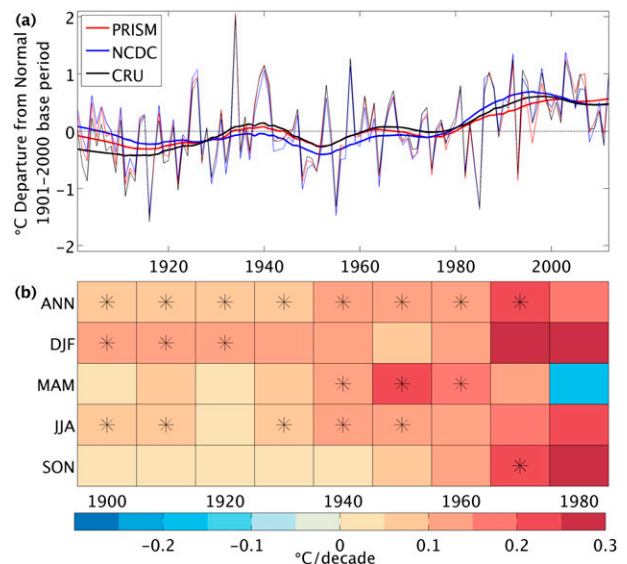 (a)
PRISM
NCDC
CRU
°C Departure from Normal
1901-2000 base period
2
1
0
-1
-2
1920 1940 1960 1980 2000
(b)
ANN
DJF
MAM
JJA
SON
1900 1920 1940 1960 1980
-0.2 -0.1 0 0.1 0.2 0.3
°C/decade